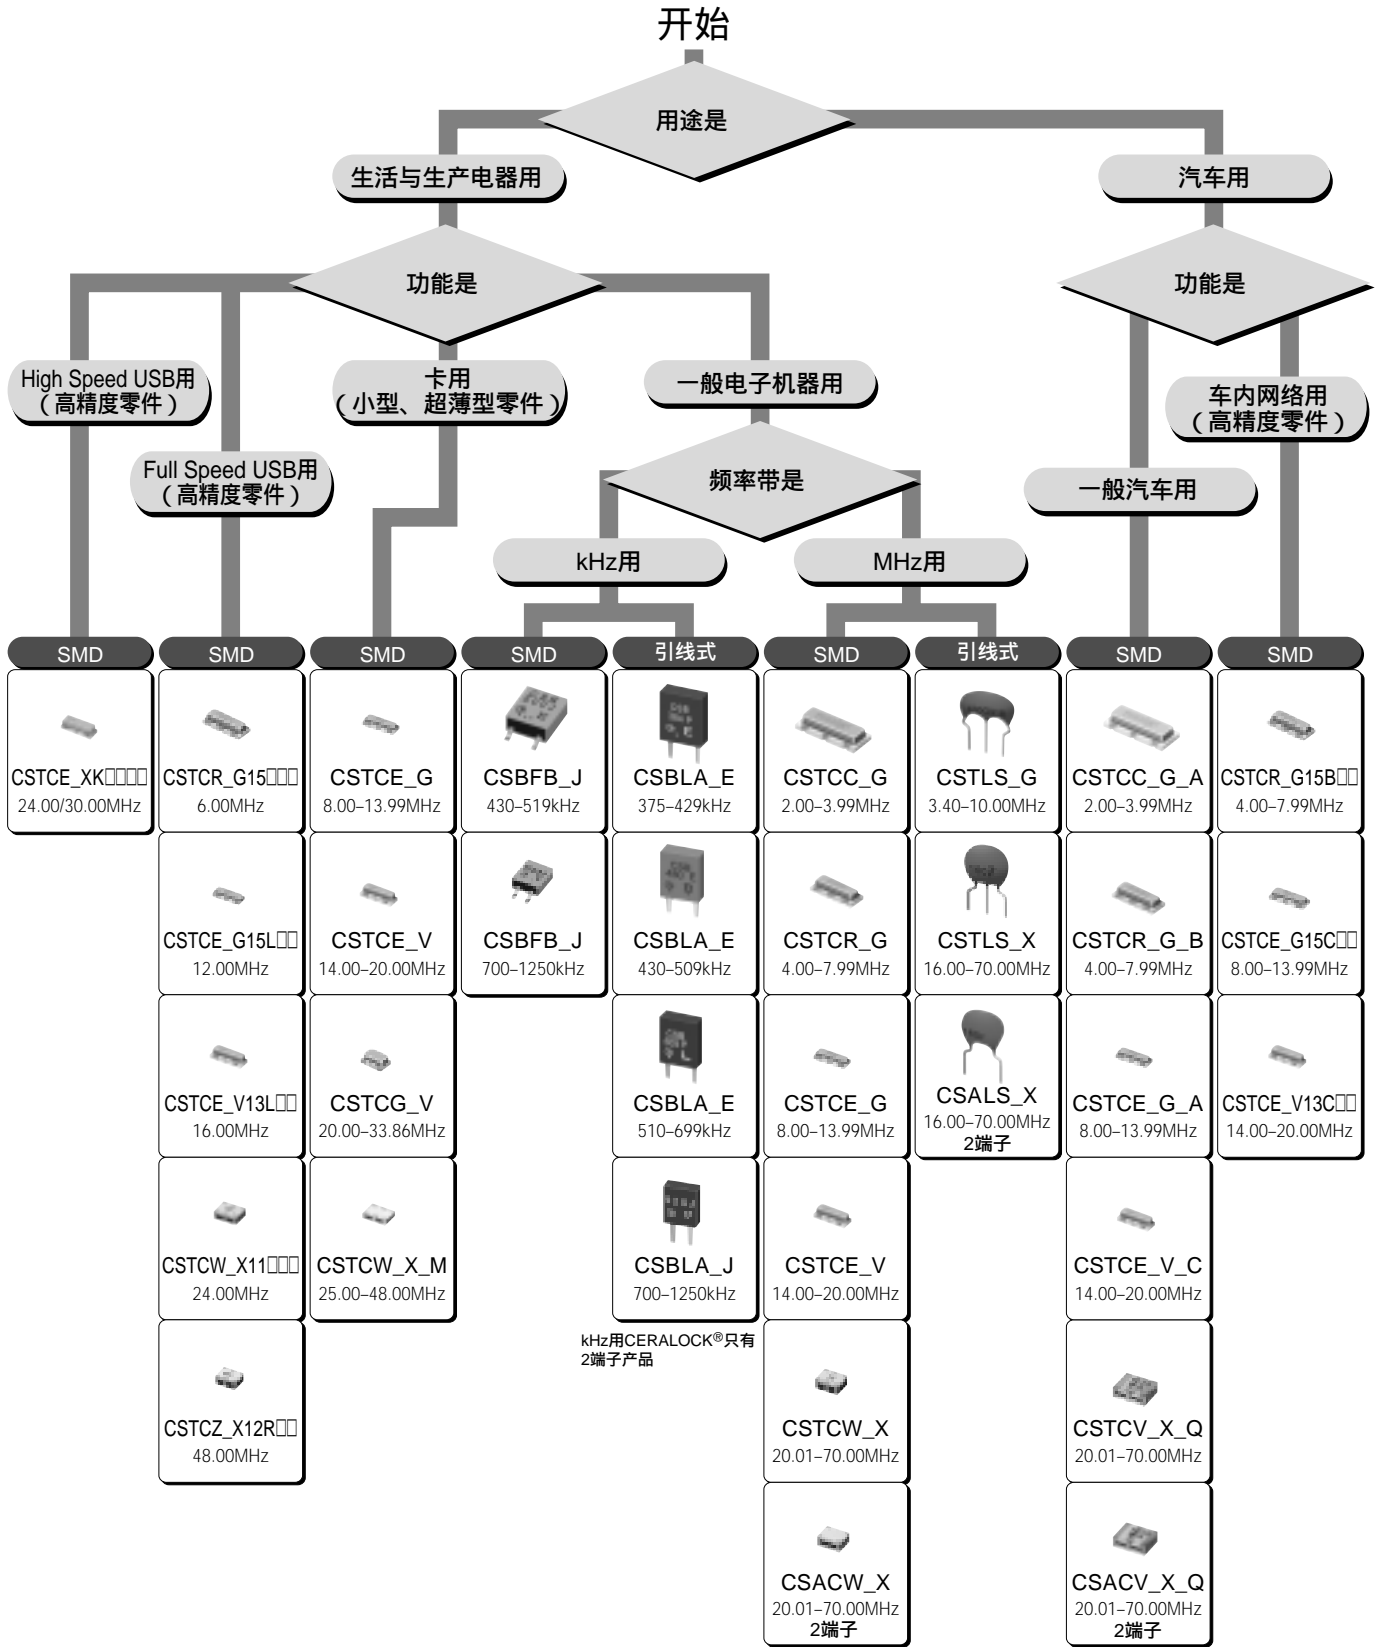 开始
用途是
生活与生产电器用
汽车用
功能是
功能是
High Speed USB用
（高精度零件）
卡用
（小型、超薄型零件）
一般电子机器用
车内网络用
（高精度零件）
Full Speed USB用
（高精度零件）
频率带是
一般汽车用
kHz用
MHz用
SMD
SMD
SMD
SMD
引线式
SMD
引线式
SMD
SMD
CSTCE_XK□□□□
24.00/30.00MHz
CSTCR_G15□□□
6.00MHz
CSTCE_G
8.00–13.99MHz
CSBFB_J
430–519kHz
CSBLA_E
375–429kHz
CSTCC_G
2.00–3.99MHz
CSTLS_G
3.40–10.00MHz
CSTCC_G_A
2.00–3.99MHz
CSTCR_G15B□□
4.00–7.99MHz
CSTCE_G15L□□
12.00MHz
CSTCE_V
14.00–20.00MHz
CSBFB_J
700–1250kHz
CSBLA_E
430–509kHz
CSTCR_G
4.00–7.99MHz
CSTLS_X
16.00–70.00MHz
CSTCR_G_B
4.00–7.99MHz
CSTCE_G15C□□
8.00–13.99MHz
CSTCE_V13L□□
16.00MHz
CSTCG_V
20.00–33.86MHz
CSBLA_E
510–699kHz
CSTCE_G
8.00–13.99MHz
CSALS_X
16.00–70.00MHz
2端子
CSTCE_G_A
8.00–13.99MHz
CSTCE_V13C□□
14.00–20.00MHz
CSTCW_X11□□□
24.00MHz
CSTCW_X_M
25.00–48.00MHz
CSBLA_J
700–1250kHz
CSTCE_V
14.00–20.00MHz
CSTCE_V_C
14.00–20.00MHz
kHz用CERALOCK®只有
2端子产品
CSTCZ_X12R□□
48.00MHz
CSTCW_X
20.01–70.00MHz
CSTCV_X_Q
20.01–70.00MHz
CSACW_X
20.01–70.00MHz
2端子
CSACV_X_Q
20.01–70.00MHz
2端子